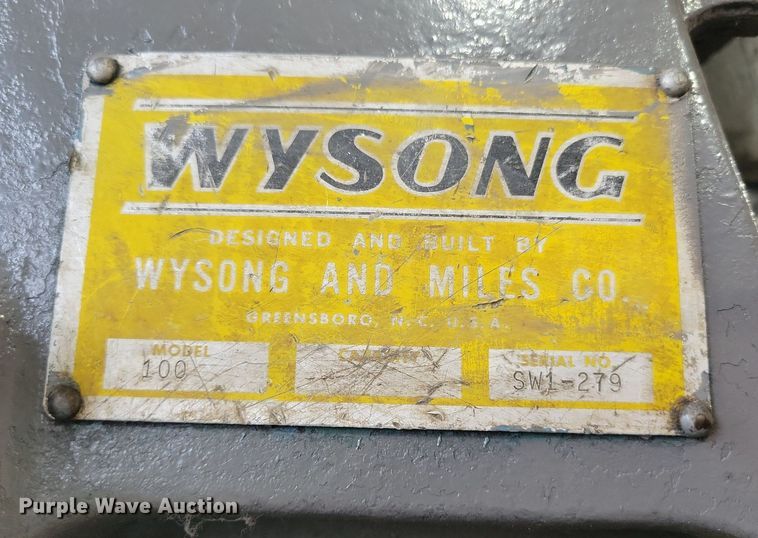 WYSONG
DESIGNED AND BUILT BY
WYSONG AND MILES CO.
GREENSBORO, N.C. U.S.A.
MODEL CAPACITY SERIAL NO.
100 SW1-279
Purple Wave Auction